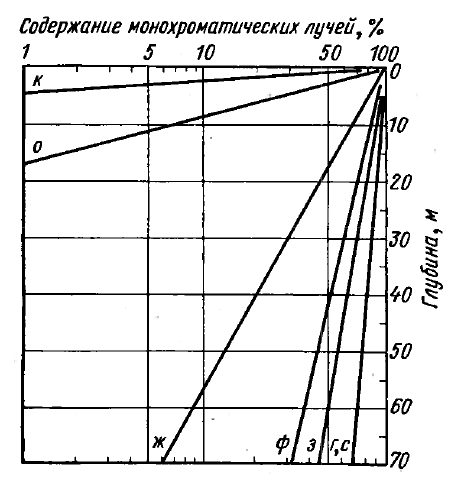 Содержание монохроматических лучей, %
1 5 10 50 100
к
0
о
10
20
30
40
50
60
70
Глубина, м
ж ф з г,с